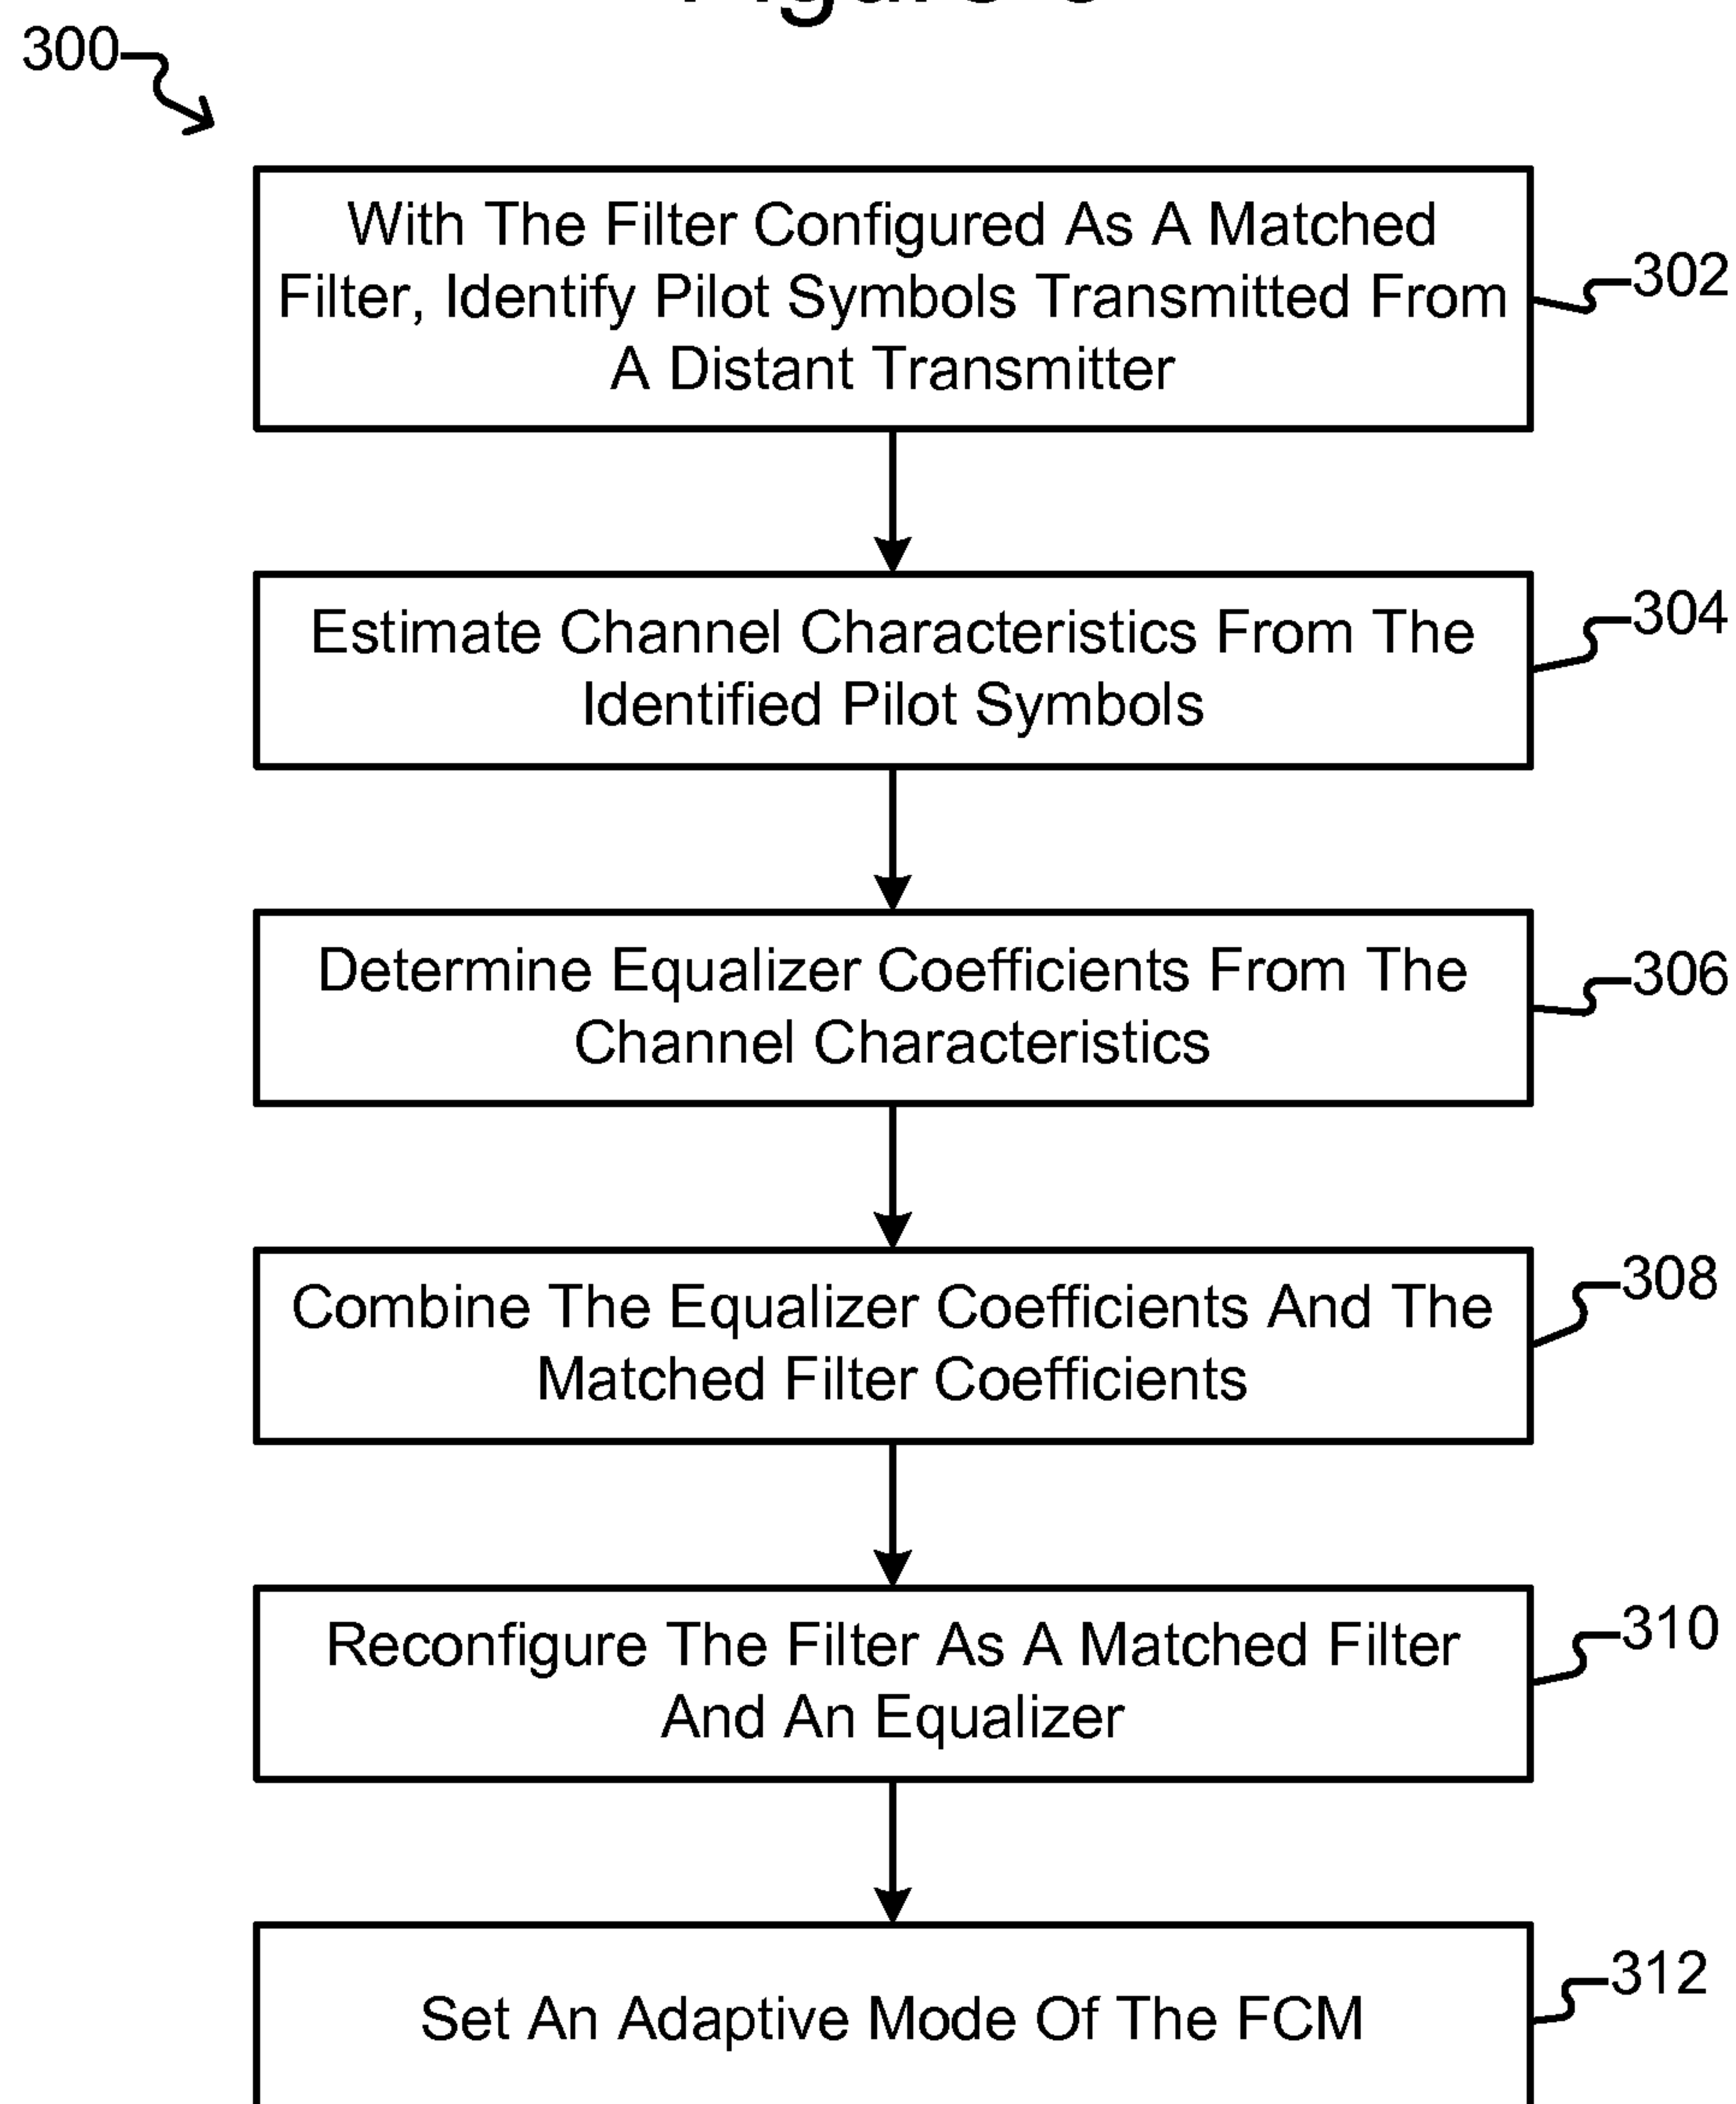 300
With The Filter Configured As A Matched
Filter, Identify Pilot Symbols Transmitted From
A Distant Transmitter
302
Estimate Channel Characteristics From The
Identified Pilot Symbols
304
Determine Equalizer Coefficients From The
Channel Characteristics
306
Combine The Equalizer Coefficients And The
Matched Filter Coefficients
308
Reconfigure The Filter As A Matched Filter
And An Equalizer
310
Set An Adaptive Mode Of The FCM
312